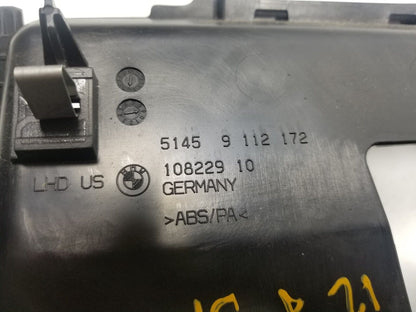 5145 9 112 172
108229 10
LHD US
GERMANY
>ABS/PA<